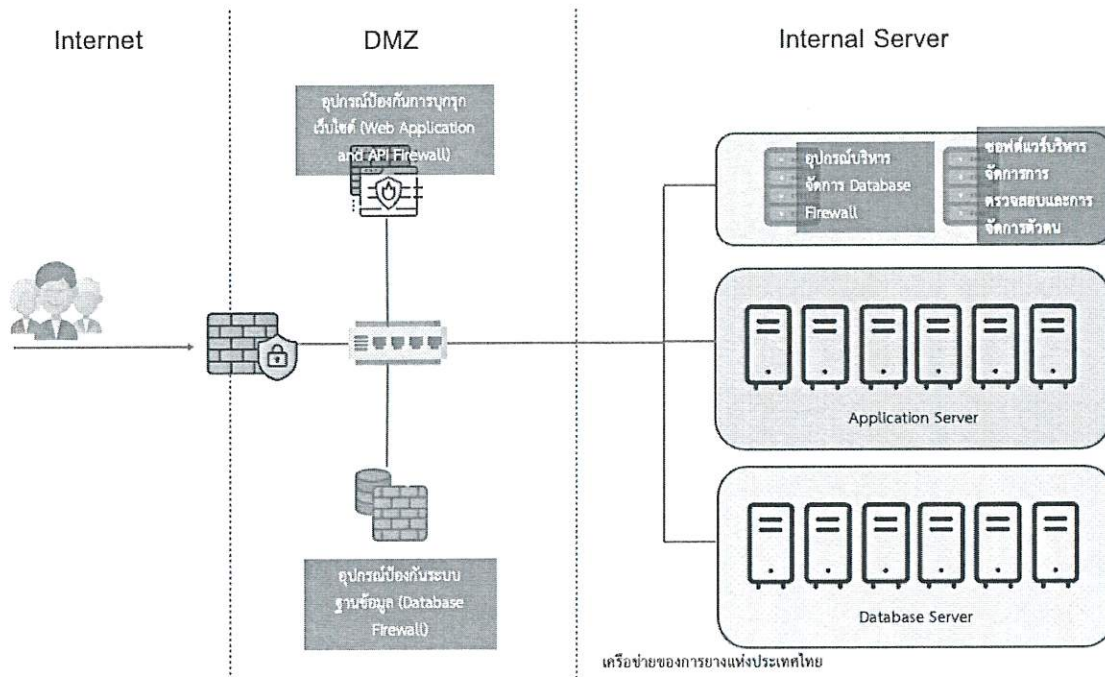 Internet
DMZ
Internal Server
อุปกรณ์ป้องกันการบุกรุก
เว็บไซต์ (Web Application
and API Firewall)
อุปกรณ์บริหาร
จัดการ Database
Firewall
ซอฟต์แวร์บริหาร
จัดการการ
ตรวจสอบและการ
จัดการตัวตน
Application Server
อุปกรณ์ป้องกันระบบ
ฐานข้อมูล (Database
Firewall)
Database Server
เครือข่ายของการยางแห่งประเทศไทย